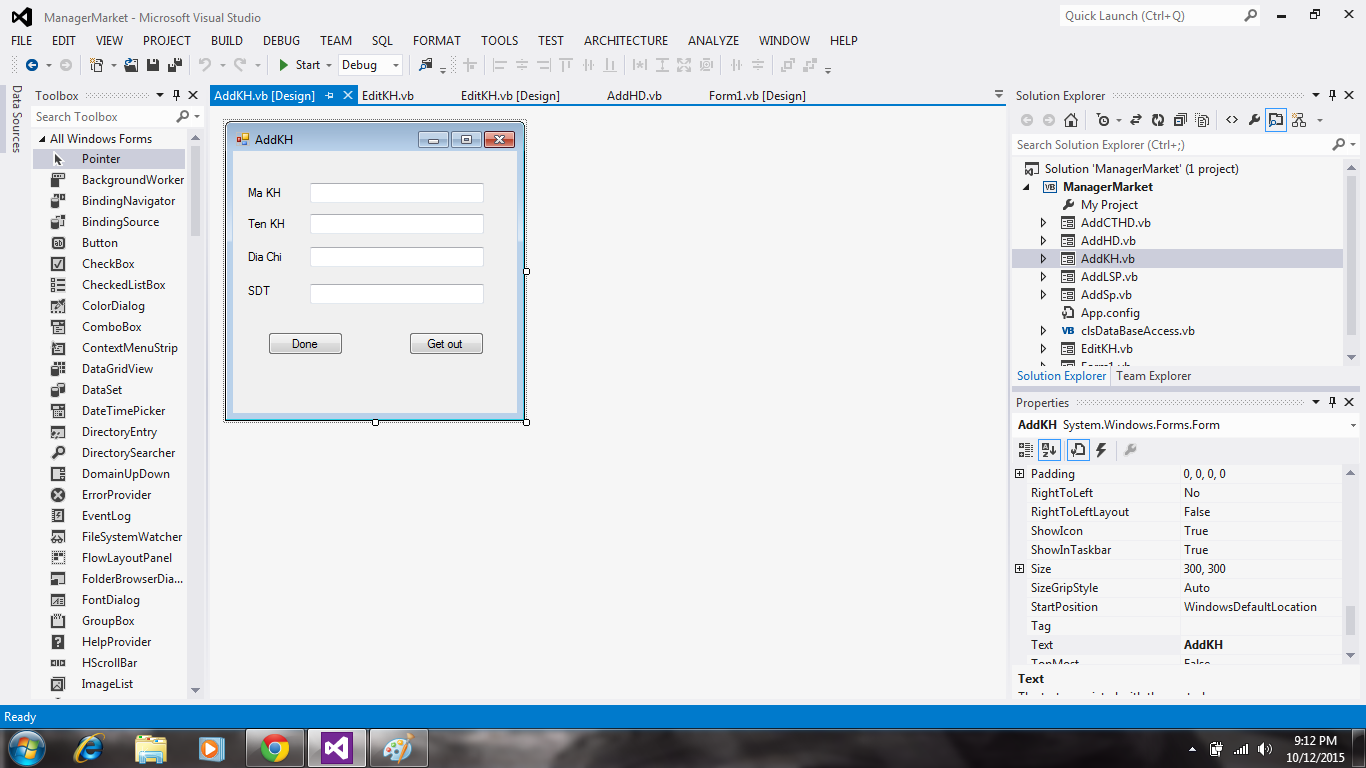 ManagerMarket - Microsoft Visual Studio
Quick Launch (Ctrl+Q)
FILE EDIT VIEW PROJECT BUILD DEBUG TEAM SQL FORMAT TOOLS TEST ARCHITECTURE ANALYZE WINDOW HELP
Start Debug
Data Sources
Toolbox
Search Toolbox
All Windows Forms
Pointer
BackgroundWorker
BindingNavigator
BindingSource
Button
CheckBox
CheckedListBox
ColorDialog
ComboBox
ContextMenuStrip
DataGridView
DataSet
DateTimePicker
DirectoryEntry
DirectorySearcher
DomainUpDown
ErrorProvider
EventLog
FileSystemWatcher
FlowLayoutPanel
FolderBrowserDia...
FontDialog
GroupBox
HelpProvider
HScrollBar
ImageList
AddKH.vb [Design] EditKH.vb EditKH.vb [Design] AddHD.vb Form1.vb [Design]
AddKH
Ma KH
Ten KH
Dia Chi
SDT
Done Get out
Solution Explorer
Search Solution Explorer (Ctrl+;)
Solution 'ManagerMarket' (1 project)
VB ManagerMarket
My Project
AddCTHD.vb
AddHD.vb
AddKH.vb
AddLSP.vb
AddSp.vb
App.config
VB clsDataBaseAccess.vb
EditKH.vb
Form1.vb
Solution Explorer Team Explorer
Properties
AddKH System.Windows.Forms.Form
Padding 0, 0, 0, 0
RightToLeft No
RightToLeftLayout False
ShowIcon True
ShowInTaskbar True
Size 300, 300
SizeGripStyle Auto
StartPosition WindowsDefaultLocation
Tag
Text AddKH
TopMost False
Text
Ready
9:12 PM
10/12/2015